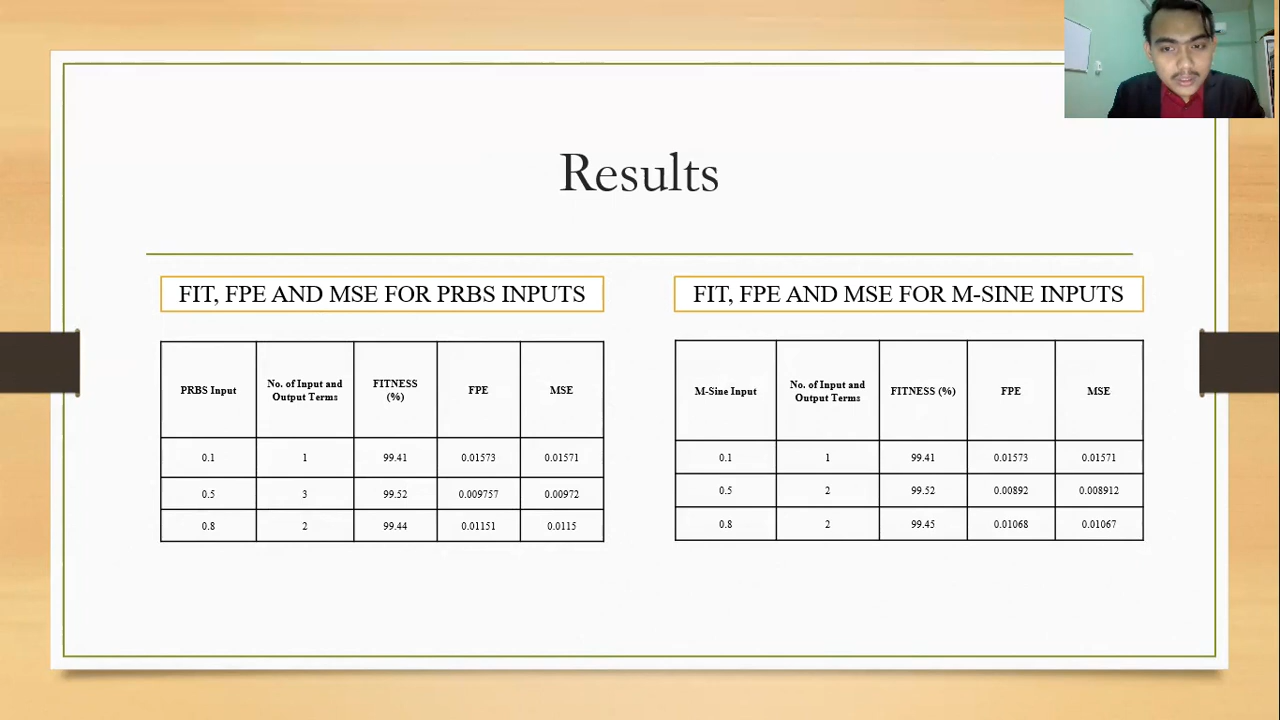 Results
FIT, FPE AND MSE FOR PRBS INPUTS
PRBS Input No. of Input and Output Terms FITNESS (%) FPE MSE
0.1 1 99.41 0.01573 0.01571
0.5 3 99.52 0.009757 0.00972
0.8 2 99.44 0.01151 0.0115
FIT, FPE AND MSE FOR M-SINE INPUTS
M-Sine Input No. of Input and Output Terms FITNESS (%) FPE MSE
0.1 1 99.41 0.01573 0.01571
0.5 2 99.52 0.00892 0.008912
0.8 2 99.45 0.01068 0.01067